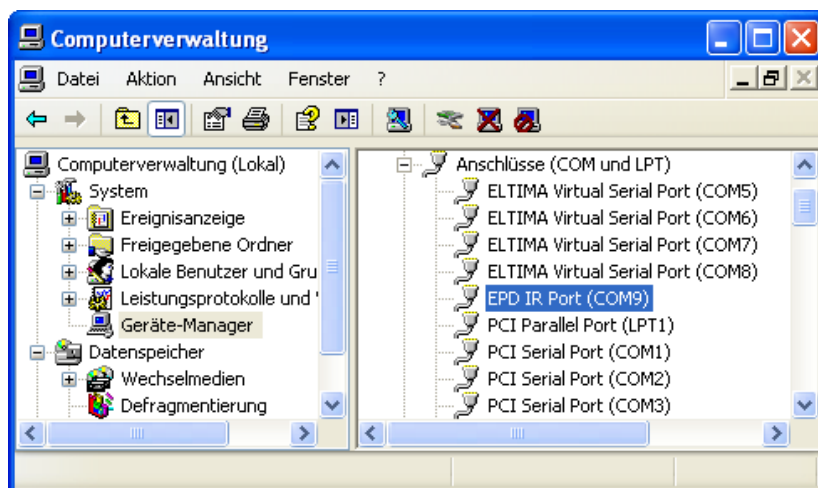 Computerverwaltung
Datei Aktion Ansicht Fenster ?
Computerverwaltung (Lokal)
System
Ereignisanzeige
Freigegebene Ordner
Lokale Benutzer und Gru
Leistungsprotokolle und '
Geräte-Manager
Datenspeicher
Wechselmedien
Defragmentierung
Anschlüsse (COM und LPT)
ELTIMA Virtual Serial Port (COM5)
ELTIMA Virtual Serial Port (COM6)
ELTIMA Virtual Serial Port (COM7)
ELTIMA Virtual Serial Port (COM8)
EPD IR Port (COM9)
PCI Parallel Port (LPT1)
PCI Serial Port (COM1)
PCI Serial Port (COM2)
PCI Serial Port (COM3)